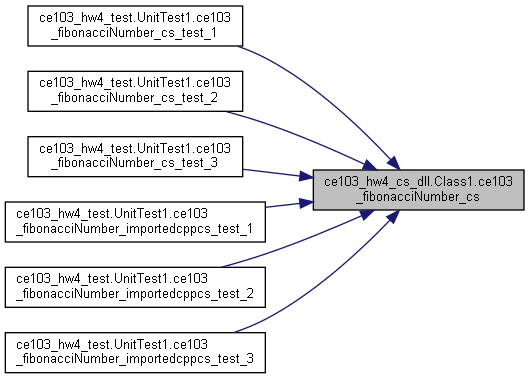 ce103_hw4_test.UnitTest1.ce103
_fibonacciNumber_cs_test_1
ce103_hw4_test.UnitTest1.ce103
_fibonacciNumber_cs_test_2
ce103_hw4_test.UnitTest1.ce103
_fibonacciNumber_cs_test_3
ce103_hw4_cs_dll.Class1.ce103
_fibonacciNumber_cs
ce103_hw4_test.UnitTest1.ce103
_fibonacciNumber_importedcppcs_test_1
ce103_hw4_test.UnitTest1.ce103
_fibonacciNumber_importedcppcs_test_2
ce103_hw4_test.UnitTest1.ce103
_fibonacciNumber_importedcppcs_test_3